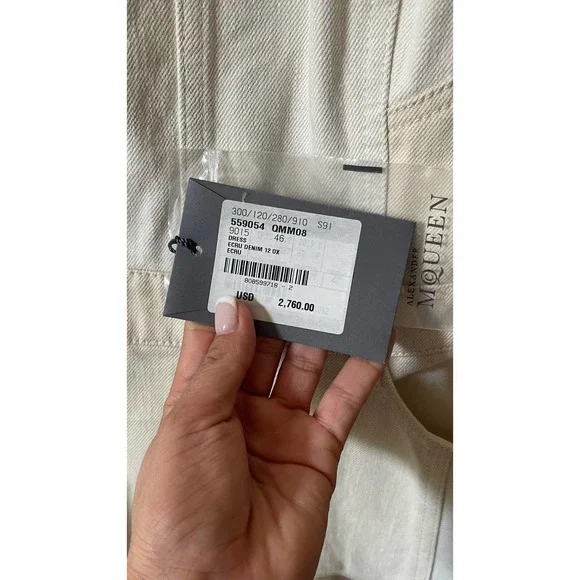 300/120/280/910 S91
559054 QMM08
9015 46
DRESS
ECRU DENIM 12 OX
ECRU
808599718 - 2
USD 2,760.00
ALEXANDER
MCQUEEN